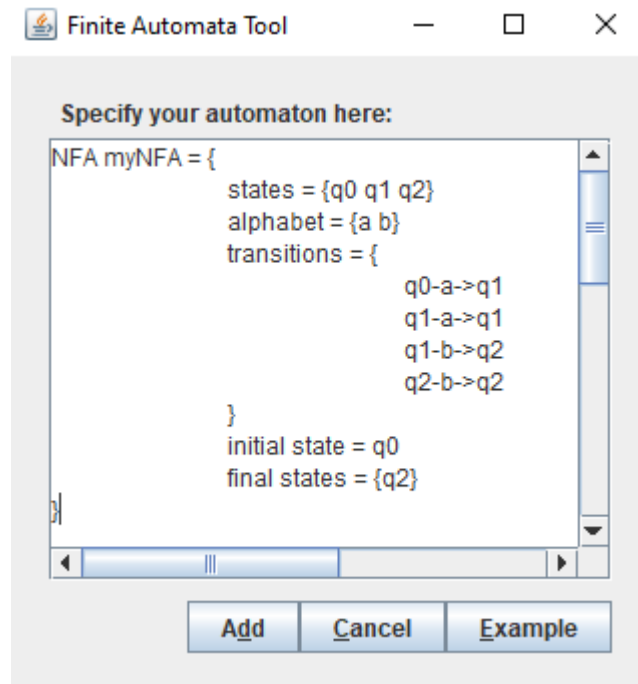 Finite Automata Tool
Specify your automaton here:
NFA myNFA = {
states = {q0 q1 q2}
alphabet = {a b}
transitions = {
q0-a->q1
q1-a->q1
q1-b->q2
q2-b->q2
}
initial state = q0
final states = {q2}
}
Add Cancel Example